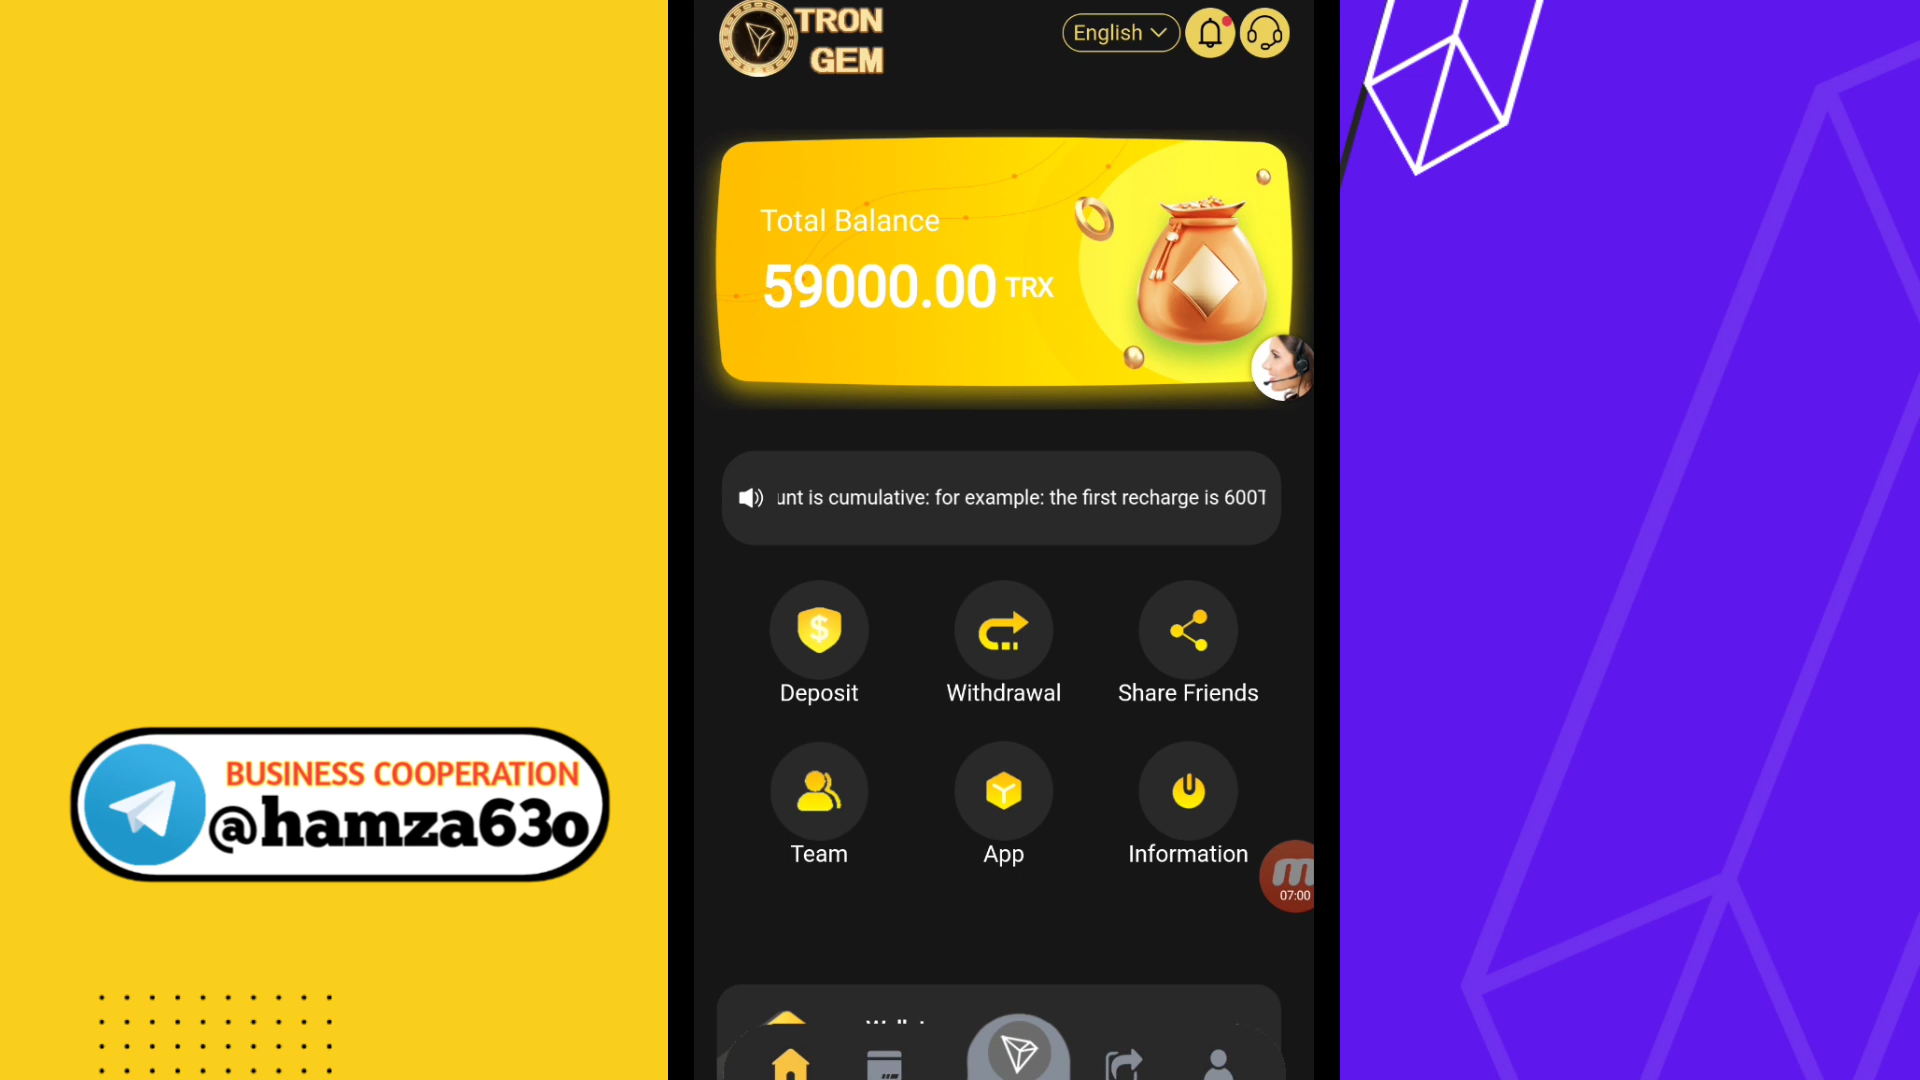 TRON
GEM
English
Total Balance
59000.00 TRX
unt is cumulative: for example: the first recharge is 600T
Deposit
Withdrawal
Share Friends
BUSINESS COOPERATION
@hamza63o
Team
App
Information
07:00